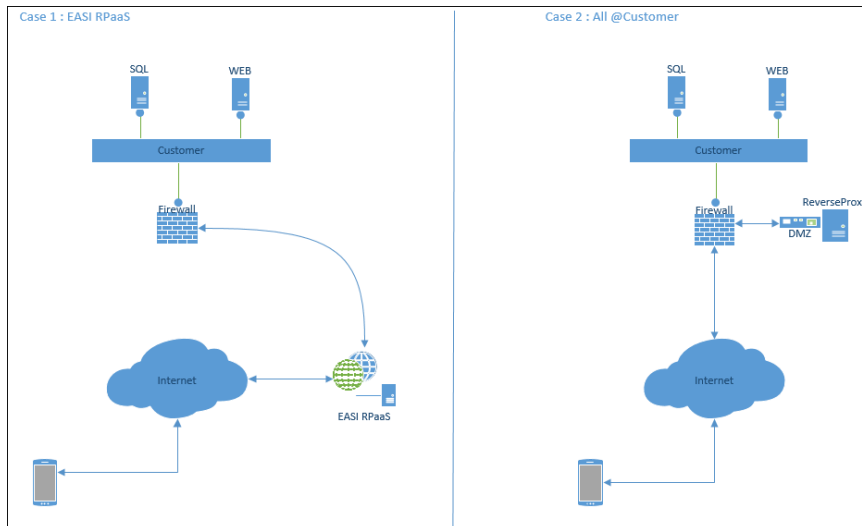 Case 1 : EASI RPaaS
SQL
WEB
Customer
Firewall
Internet
EASI RPaaS
Case 2 : All @Customer
SQL
WEB
Customer
Firewall
ReverseProx
DMZ
Internet